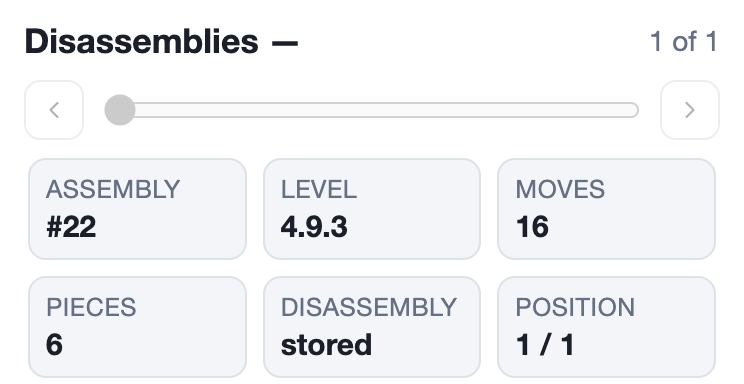 Disassemblies — 1 of 1
ASSEMBLY LEVEL MOVES
#22 4.9.3 16
PIECES DISASSEMBLY POSITION
6 stored 1 / 1